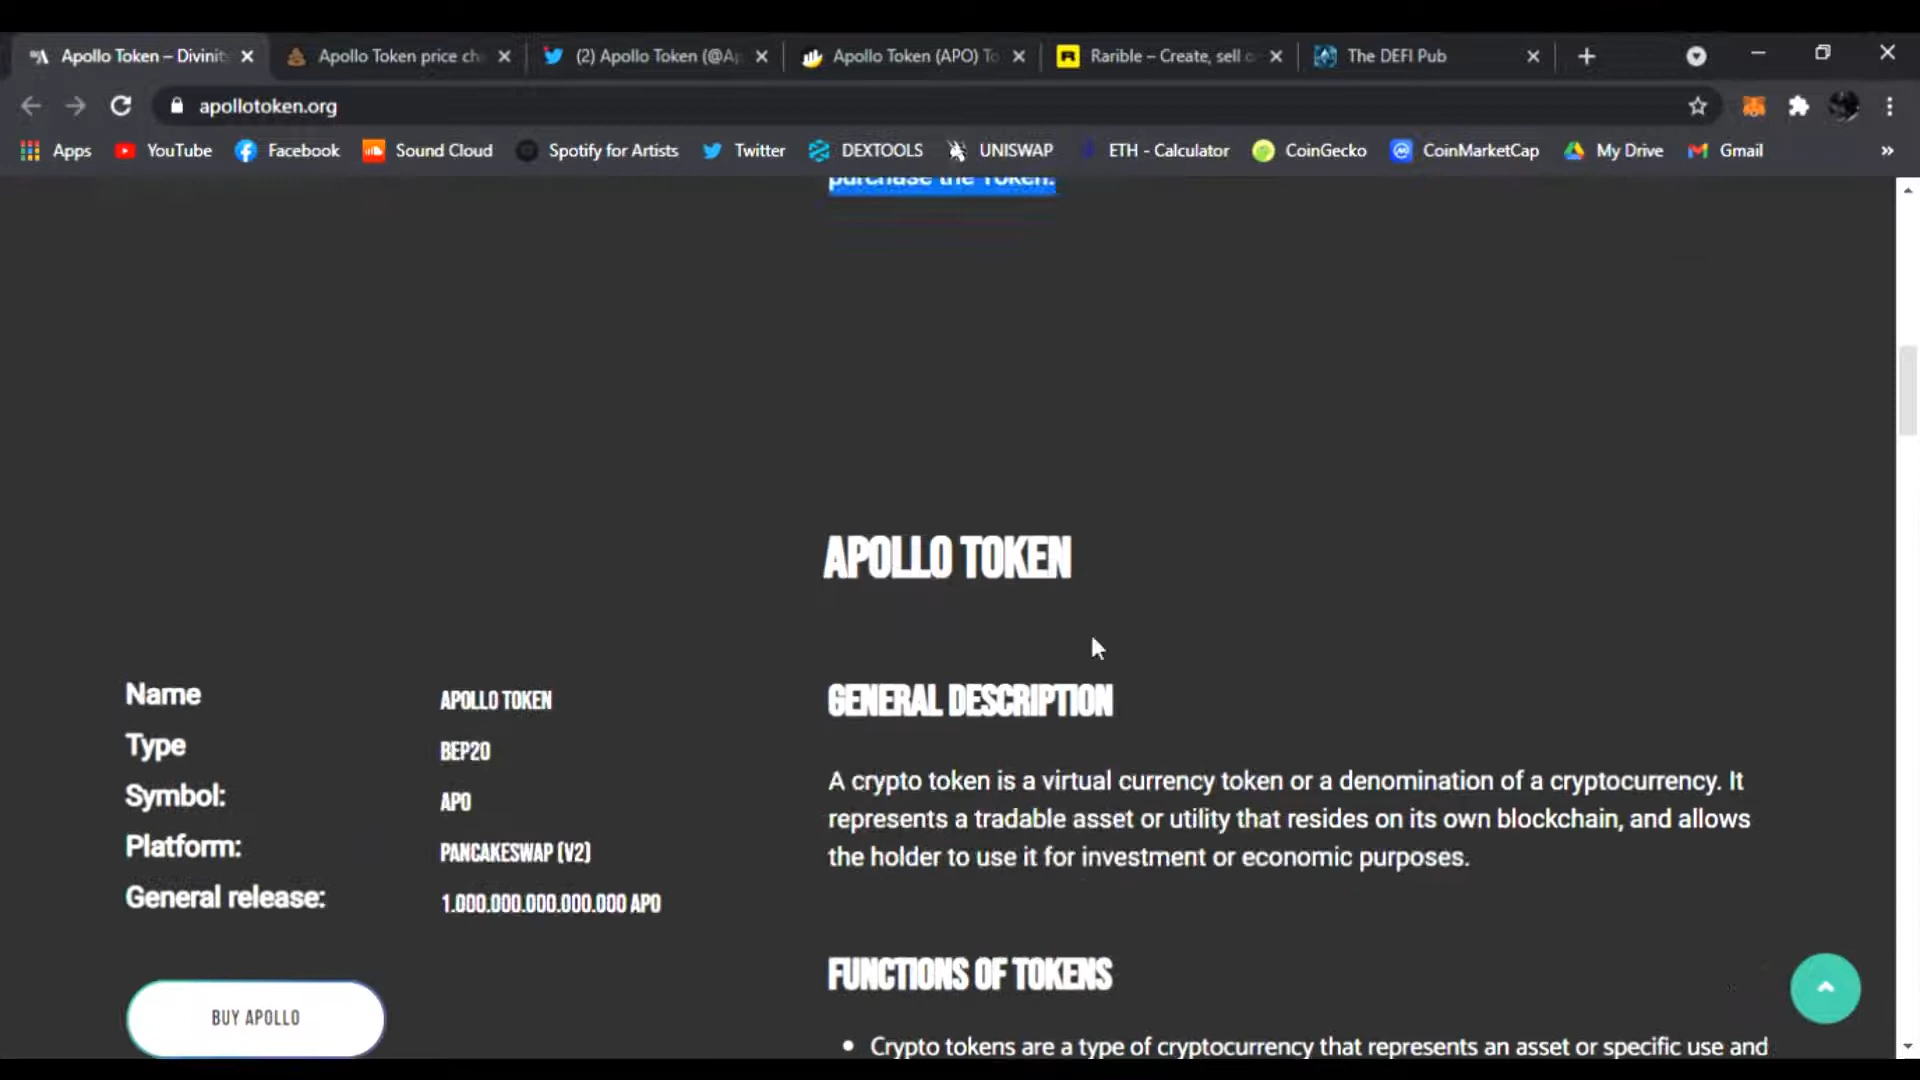 Apollo Token – Divinit
Apollo Token price ch
(2) Apollo Token (@Ap
Apollo Token (APO) To
Rarible – Create, sell o
The DEFI Pub
apollotoken.org
Apps
YouTube
Facebook
Sound Cloud
Spotify for Artists
Twitter
DEXTOOLS
UNISWAP
ETH - Calculator
CoinGecko
CoinMarketCap
My Drive
Gmail
»
purchase the Token.
APOLLO TOKEN
Name APOLLO TOKEN
Type BEP20
Symbol: APO
Platform: PANCAKESWAP (V2)
General release: 1.000.000.000.000.000 APO
BUY APOLLO
GENERAL DESCRIPTION
A crypto token is a virtual currency token or a denomination of a cryptocurrency. It
represents a tradable asset or utility that resides on its own blockchain, and allows
the holder to use it for investment or economic purposes.
FUNCTIONS OF TOKENS
• Crypto tokens are a type of cryptocurrency that represents an asset or specific use and